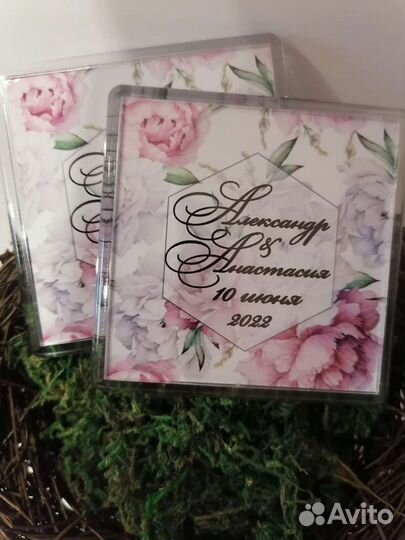 Александр
&
Анастасия
10 июня
2022
Avito